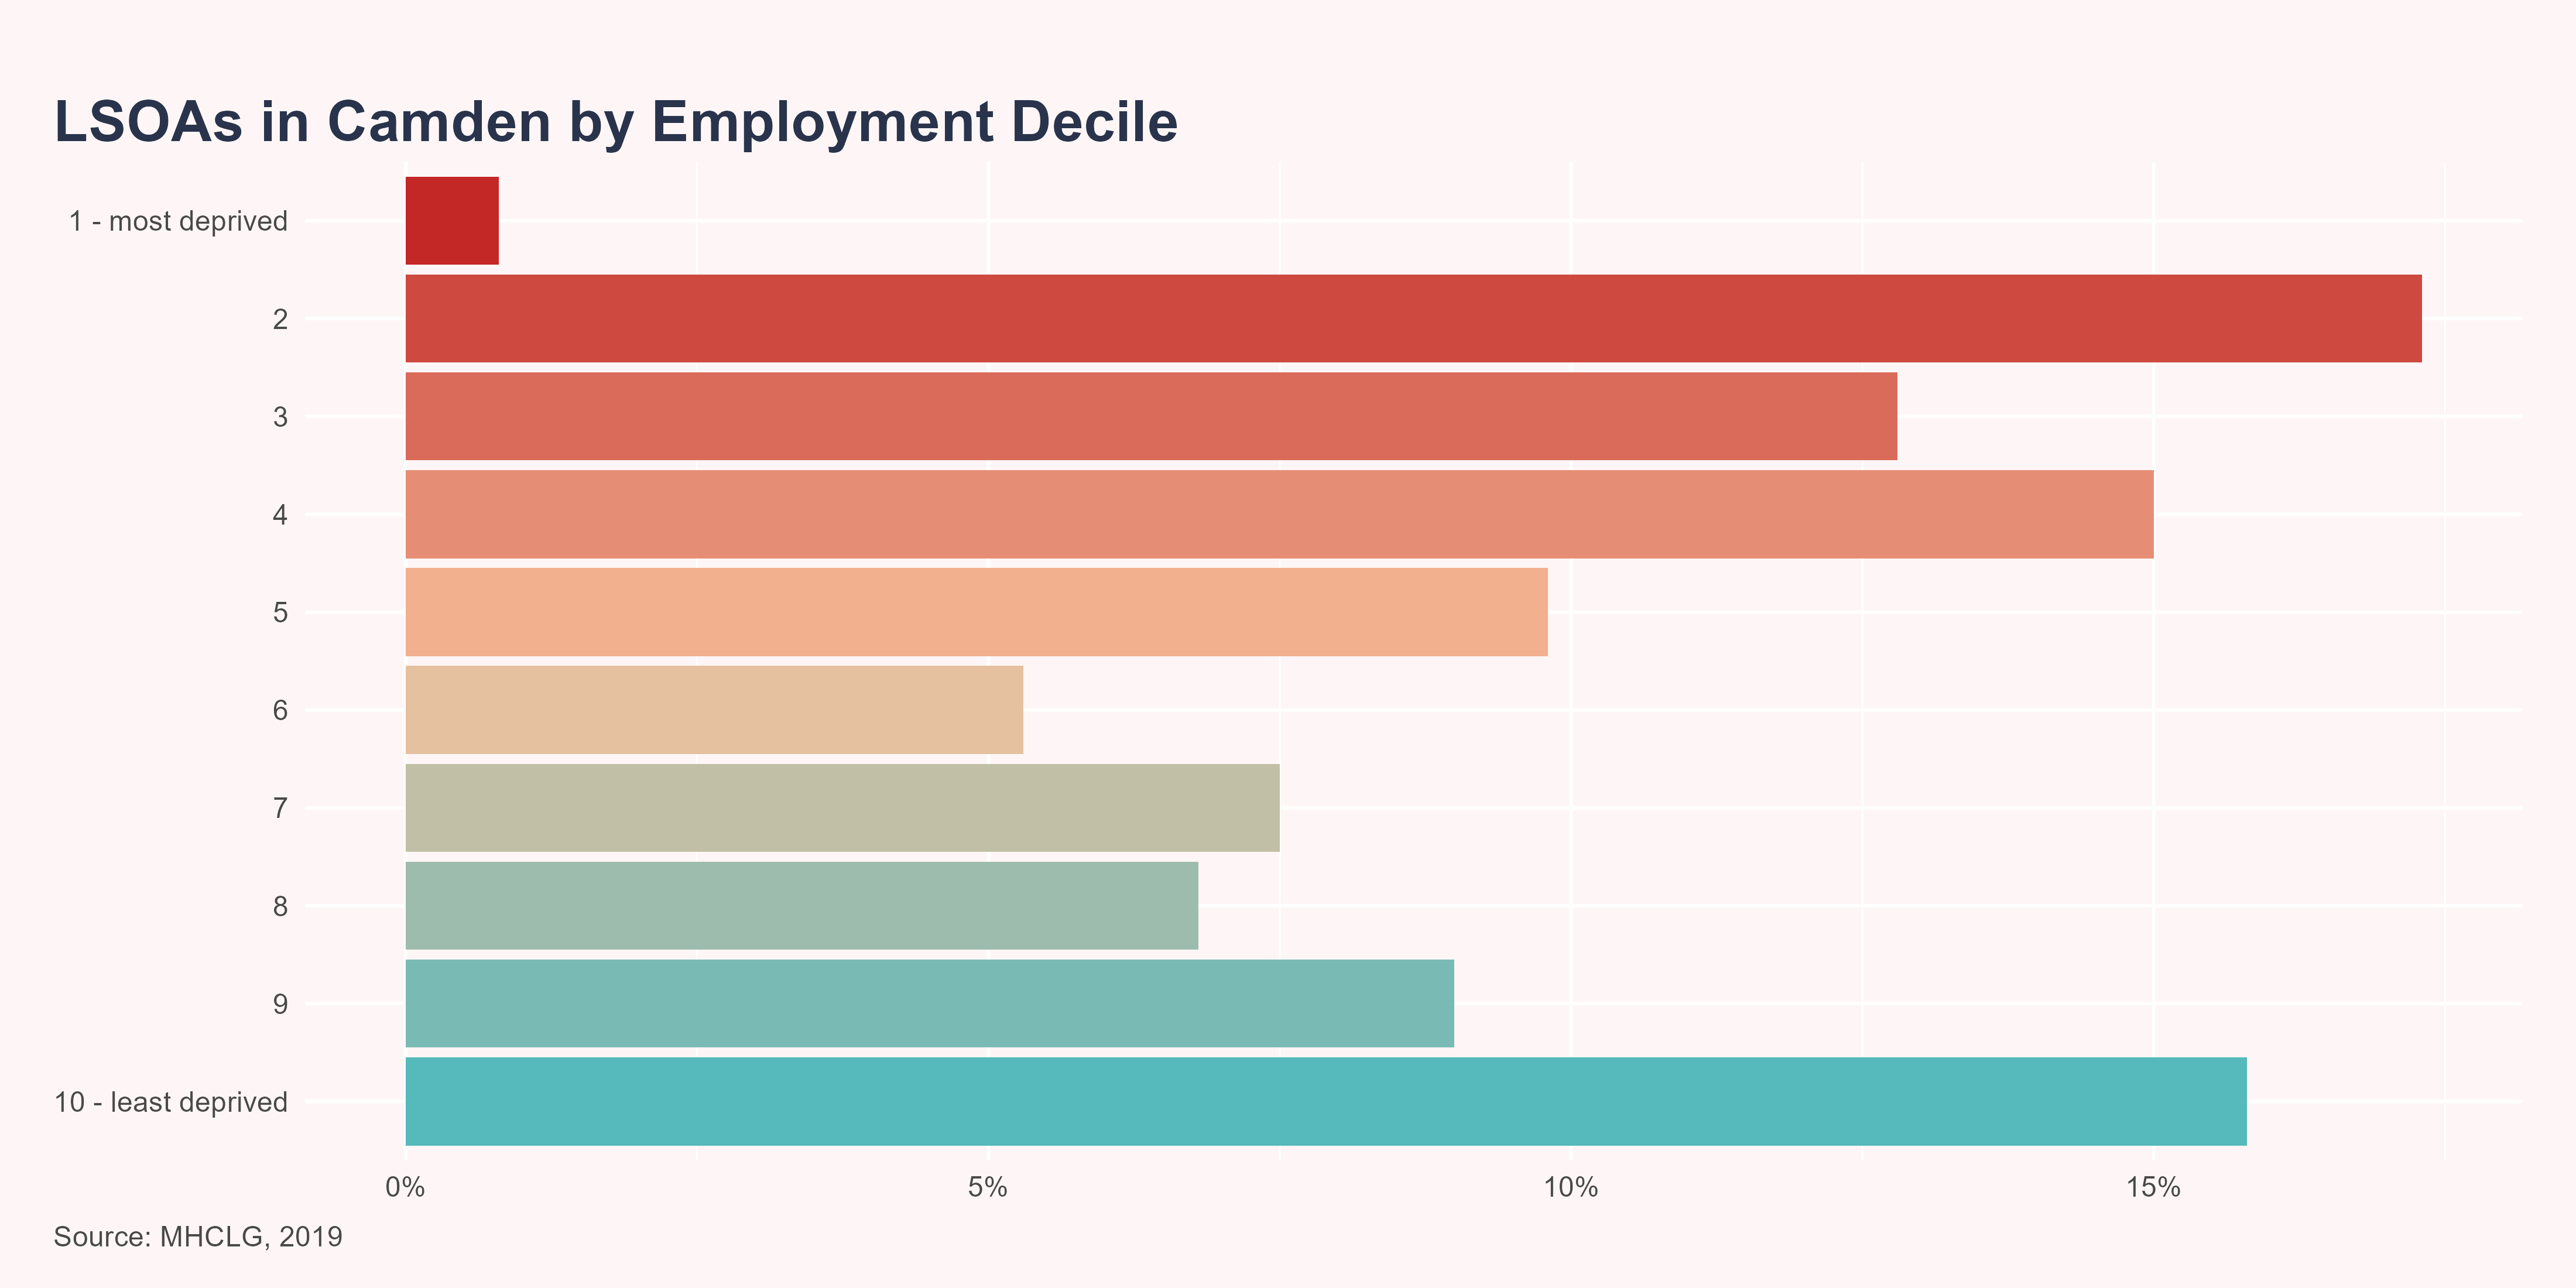 LSOAs in Camden by Employment Decile
1 - most deprived
2
3
4
5
6
7
8
9
10 - least deprived
0% 5% 10% 15%
Source: MHCLG, 2019